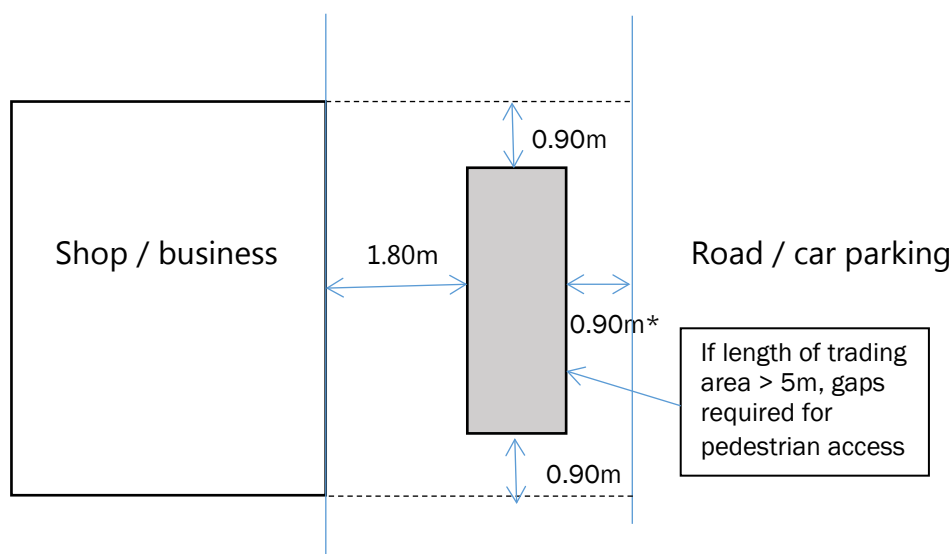 0.90m
Shop / business
1.80m
Road / car parking
0.90m*
If length of trading
area > 5m, gaps
required for
pedestrian access
0.90m